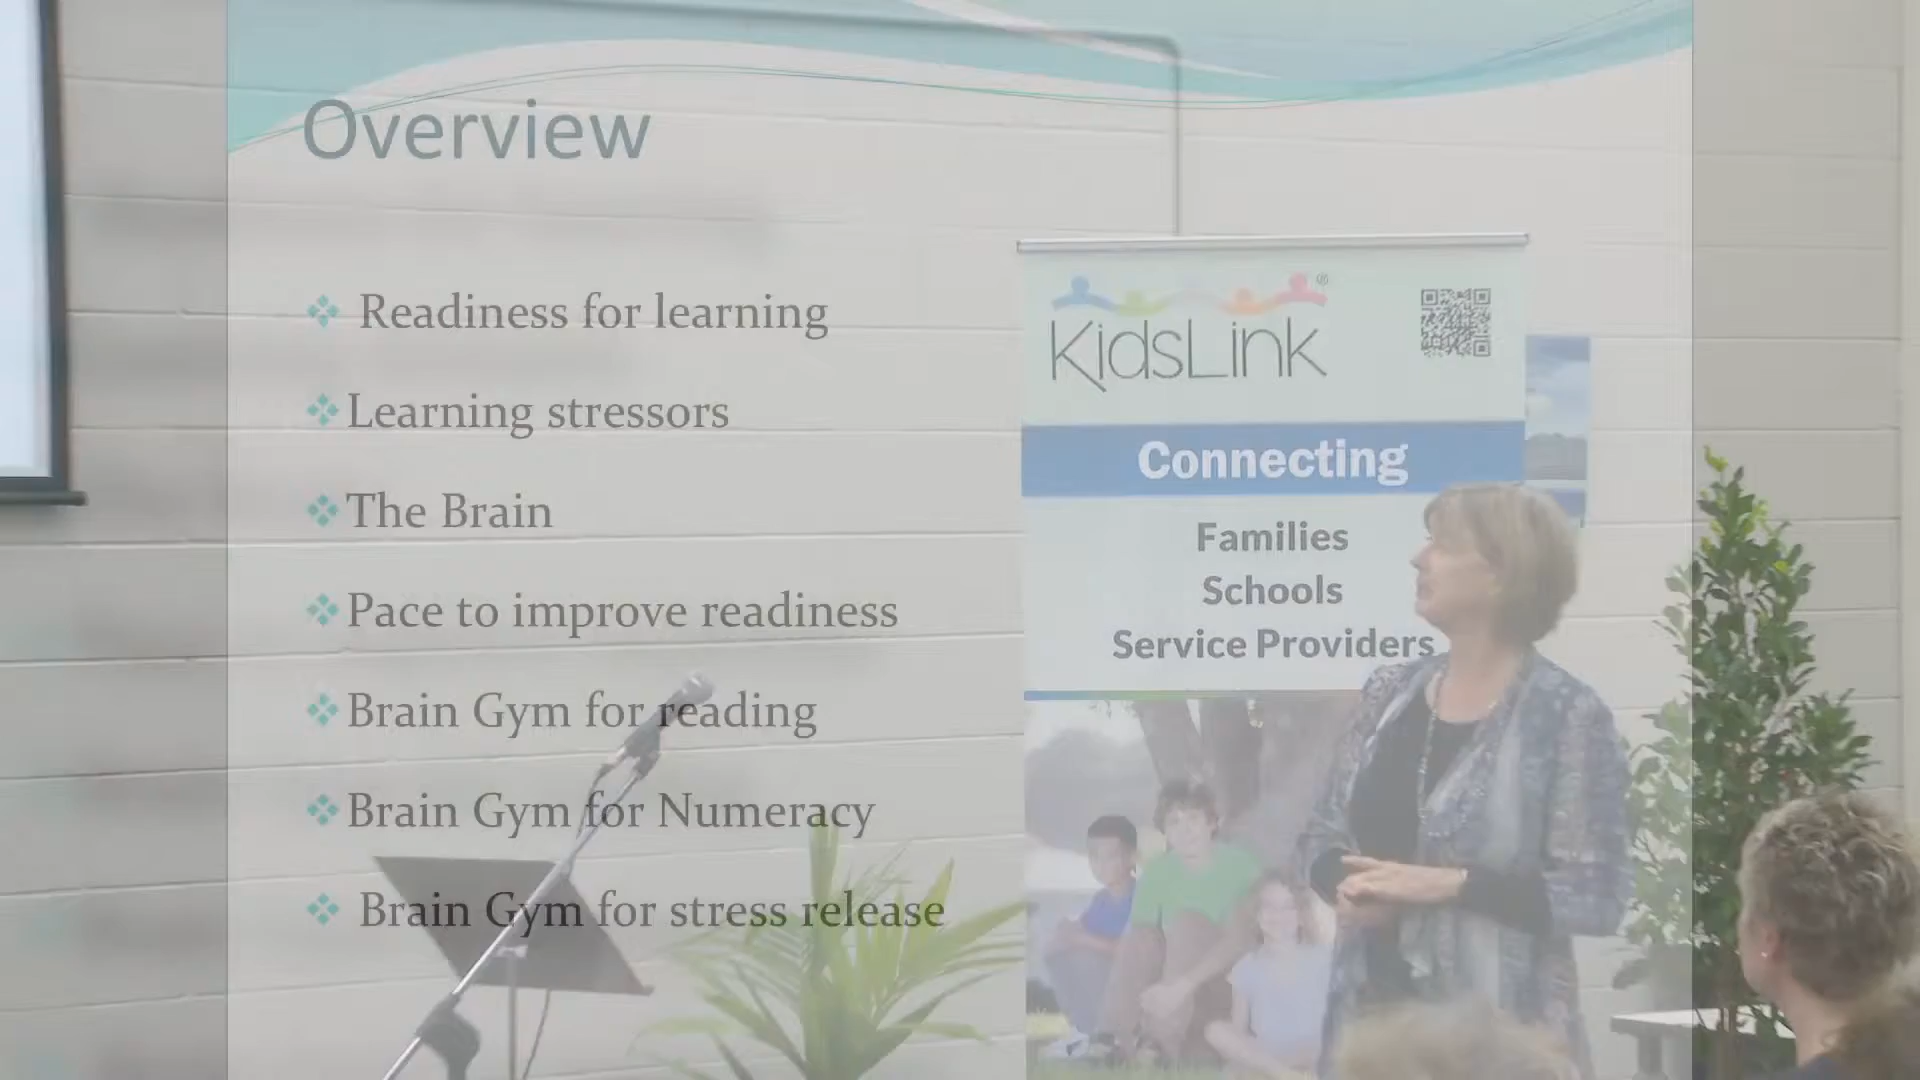 Overview
Readiness for learning
Learning stressors
The Brain
Pace to improve readiness
Brain Gym for reading
Brain Gym for Numeracy
Brain Gym for stress release
KidsLink®
Connecting
Families
Schools
Service Providers